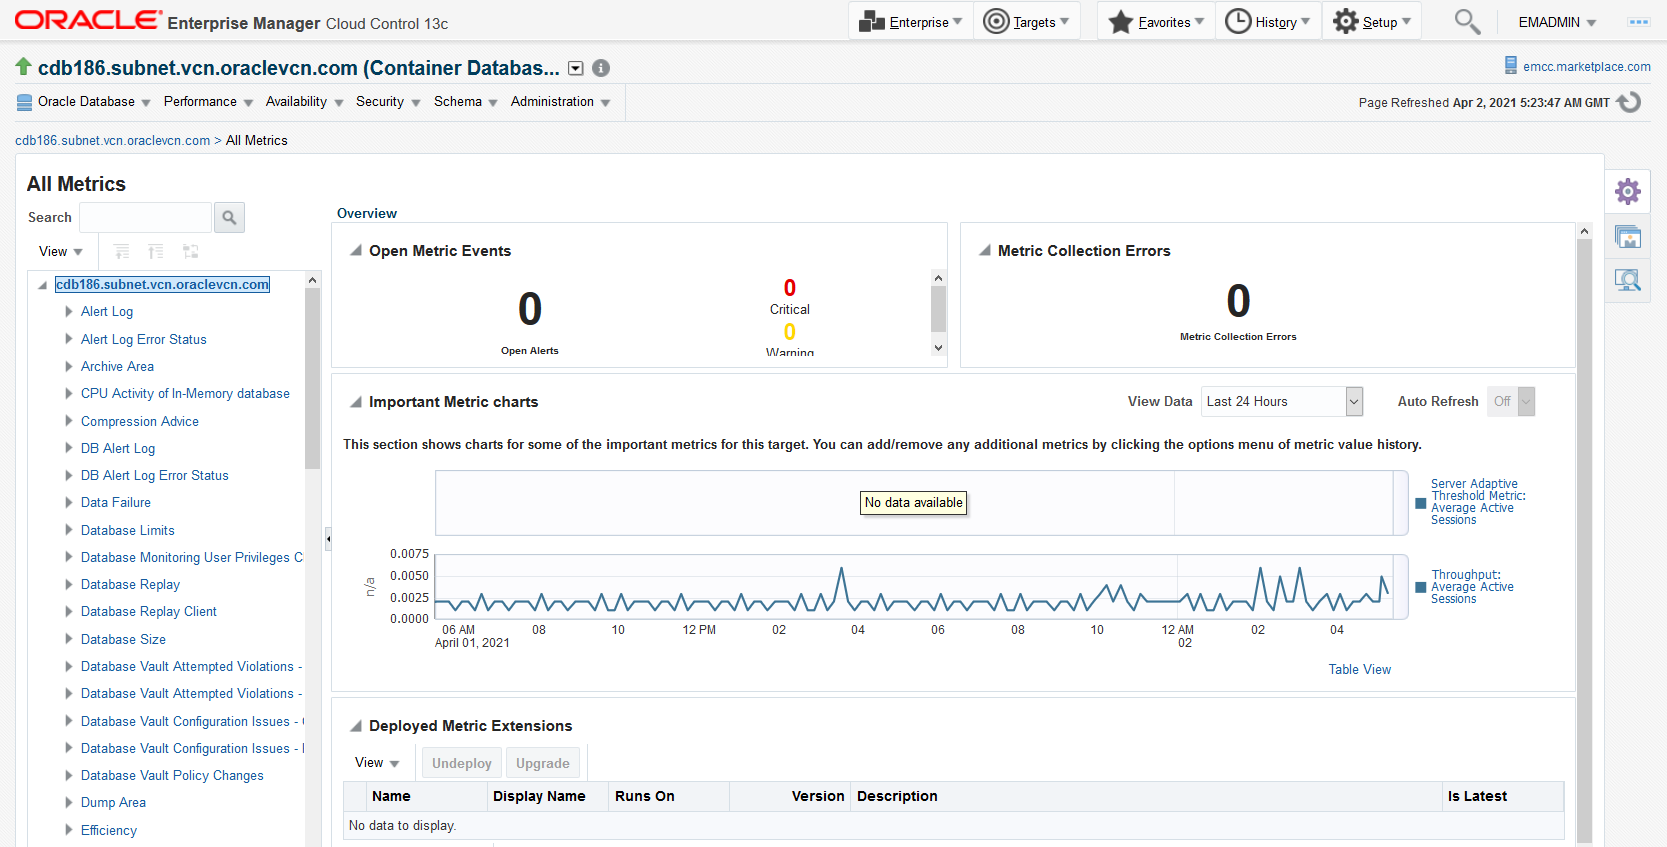 ORACLE® Enterprise Manager Cloud Control 13c
Enterprise
Targets
Favorites
History
Setup
EMADMIN
cdb186.subnet.vcn.oraclevcn.com (Container Databas...
emcc.marketplace.com
Oracle Database
Performance
Availability
Security
Schema
Administration
Page Refreshed Apr 2, 2021 5:23:47 AM GMT
cdb186.subnet.vcn.oraclevcn.com > All Metrics
All Metrics
Search
View
cdb186.subnet.vcn.oraclevcn.com
Alert Log
Alert Log Error Status
Archive Area
CPU Activity of In-Memory database
Compression Advice
DB Alert Log
DB Alert Log Error Status
Data Failure
Database Limits
Database Monitoring User Privileges C
Database Replay
Database Replay Client
Database Size
Database Vault Attempted Violations -
Database Vault Attempted Violations -
Database Vault Configuration Issues -
Database Vault Configuration Issues -
Database Vault Policy Changes
Dump Area
Efficiency
Overview
Open Metric Events
0
Open Alerts
0
Critical
0
Warning
Metric Collection Errors
0
Metric Collection Errors
Important Metric charts
View Data
Last 24 Hours
Auto Refresh
Off
This section shows charts for some of the important metrics for this target. You can add/remove any additional metrics by clicking the options menu of metric value history.
No data available
Server Adaptive
Threshold Metric:
Average Active
Sessions
n/a
0.0075
0.0050
0.0025
0.0000
Throughput:
Average Active
Sessions
06 AM 08 10 12 PM 02 04 06 08 10 12 AM 02 04
April 01, 2021 02
Table View
Deployed Metric Extensions
View
Undeploy
Upgrade
Name Display Name Runs On Version Description Is Latest
No data to display.